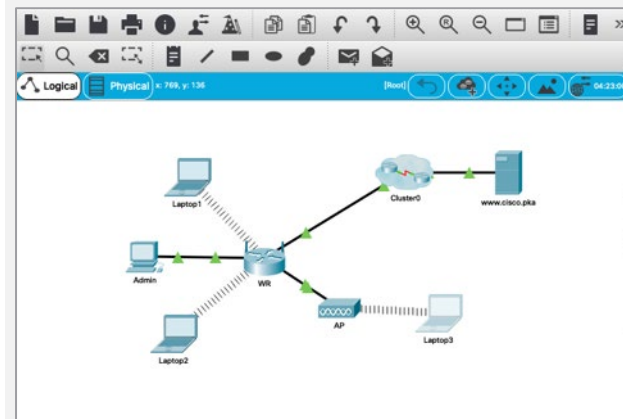 Logical
Physical
x: 769, y: 136
[Root]
04:23:00
Laptop1
Cluster0
www.cisco.pka
Admin
WR
AP
Laptop2
Laptop3